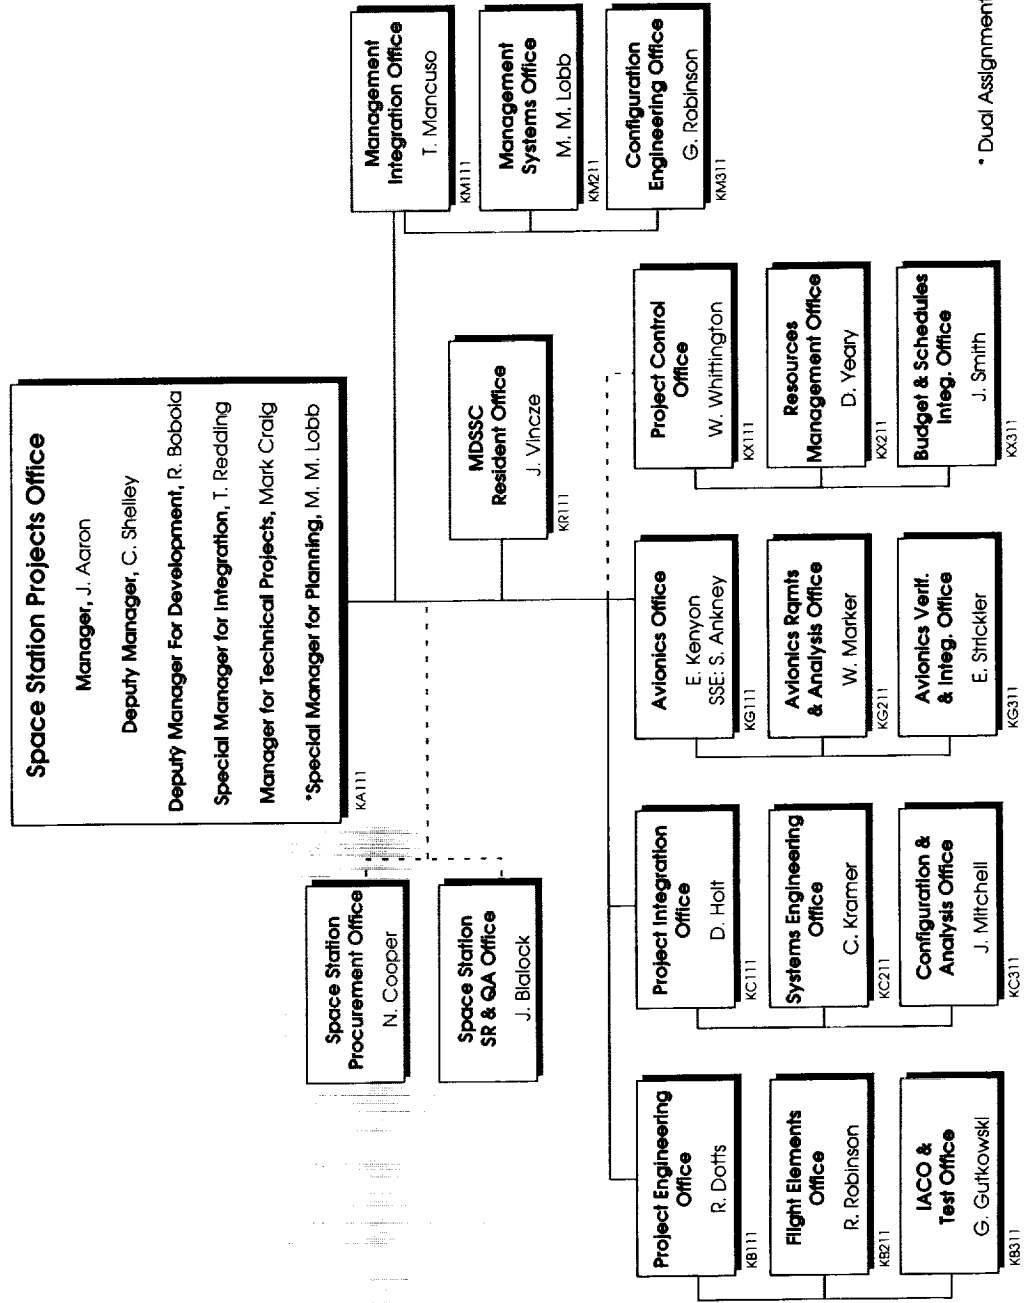 Space Station Projects Office
Manager, J. Aaron
Deputy Manager, C. Shelley
Deputy Manager For Development, R. Bobola
Special Manager for Integration, T. Redding
Manager for Technical Projects, Mark Craig
*Special Manager for Planning, M. M. Lobb
KA111
Space Station
Procurement Office
N. Cooper
Space Station
SR & QA Office
J. Blalock
Management
Integration Office
T. Mancuso
KM111
Management
Systems Office
M. M. Lobb
KM211
Configuration
Engineering Office
G. Robinson
KM311
MDSSC
Resident Office
J. Vincze
KR111
Project Engineering
Office
R. Dotts
KB111
Flight Elements
Office
R. Robinson
KB211
IACO &
Test Office
G. Gutkowski
KB311
Project Integration
Office
D. Holt
KC111
Systems Engineering
Office
C. Kramer
KC211
Configuration &
Analysis Office
J. Mitchell
KC311
Avionics Office
E. Kenyon
SSE: S. Ankney
KG111
Avionics Rqmts
& Analysis Office
W. Marker
KG211
Avionics Verif.
& Integ. Office
E. Strickler
KG311
Project Control
Office
W. Whittington
KX111
Resources
Management Office
D. Yeary
KX211
Budget & Schedules
Integ. Office
J. Smith
KX311
* Dual Assignment